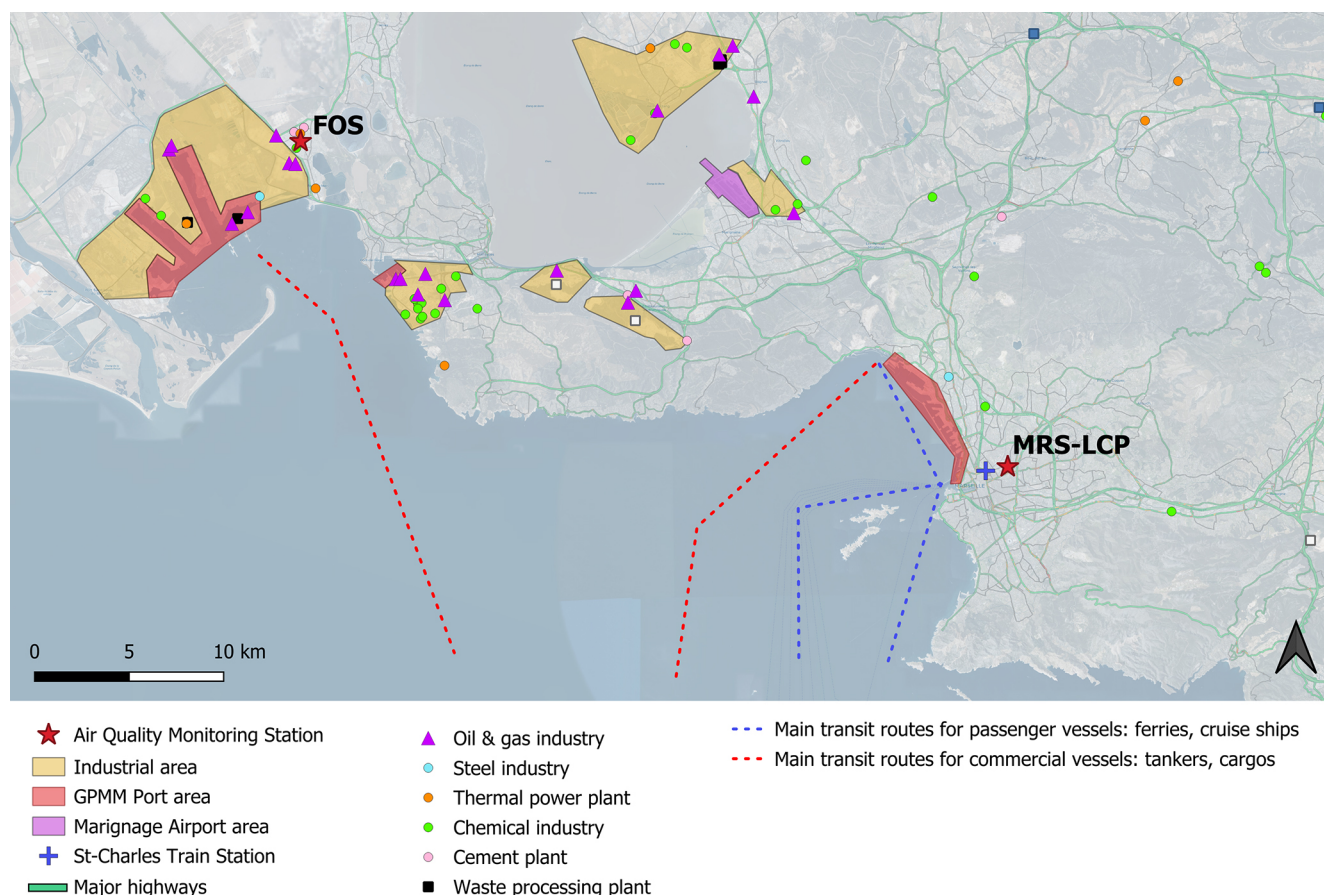 FOS
MRS-LCP
0 5 10 km
Air Quality Monitoring Station
Industrial area
GPMM Port area
Marignage Airport area
St-Charles Train Station
Major highways
Oil & gas industry
Steel industry
Thermal power plant
Chemical industry
Cement plant
Waste processing plant
Main transit routes for passenger vessels: ferries, cruise ships
Main transit routes for commercial vessels: tankers, cargos